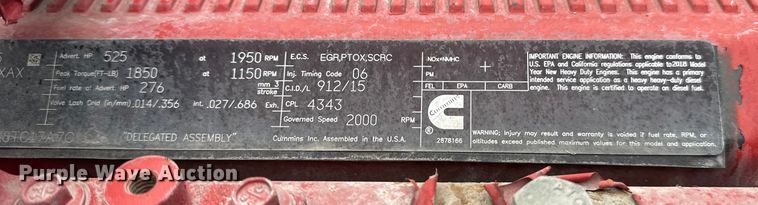 Advert. HP 525 at 1950 RPM
XAX Peak Torque(FT-LB) 1850 at 1150 RPM
Fuel rate at Advert. HP 276 mm3 stroke
Valve Lash Cold (in/mm) .014/.356 Int. .027/.686 Exh.
"DELEGATED ASSEMBLY"
E.C.S. EGR,PTOX,SCRC
Inj. Timing Code 06
C.I.D./L 912/15
CPL 4343
Governed Speed 2000 RPM
Cummins Inc. Assembled in the U.S.A.
NOx+NMHC +
PM
FEL EPA CARB
Cummins
2878166
IMPORTANT ENGINE INFORMATION: This engine conforms to
U.S. EPA and California regulations applicable to 2018 Model
Year New Heavy Duty Engines. This engine has a primary
intended service application as a heavy heavy-duty diesel
engine. This engine is certified to operate on diesel fuel.
WARNING: Injury may result and warranty is voided if fuel rate, RPM, or
altitudes exceed published maximum values for this model and application.
Purple Wave Auction